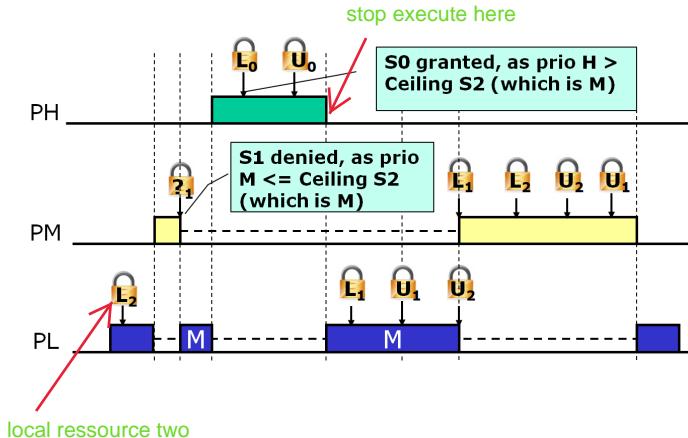 stop execute here
L0 U0
S0 granted, as prio H >
Ceiling S2 (which is M)
PH
?1
S1 denied, as prio
M <= Ceiling S2
(which is M)
L1 L2 U2 U1
PM
L2
L1 U1 U2
PL
M
M
local ressource two